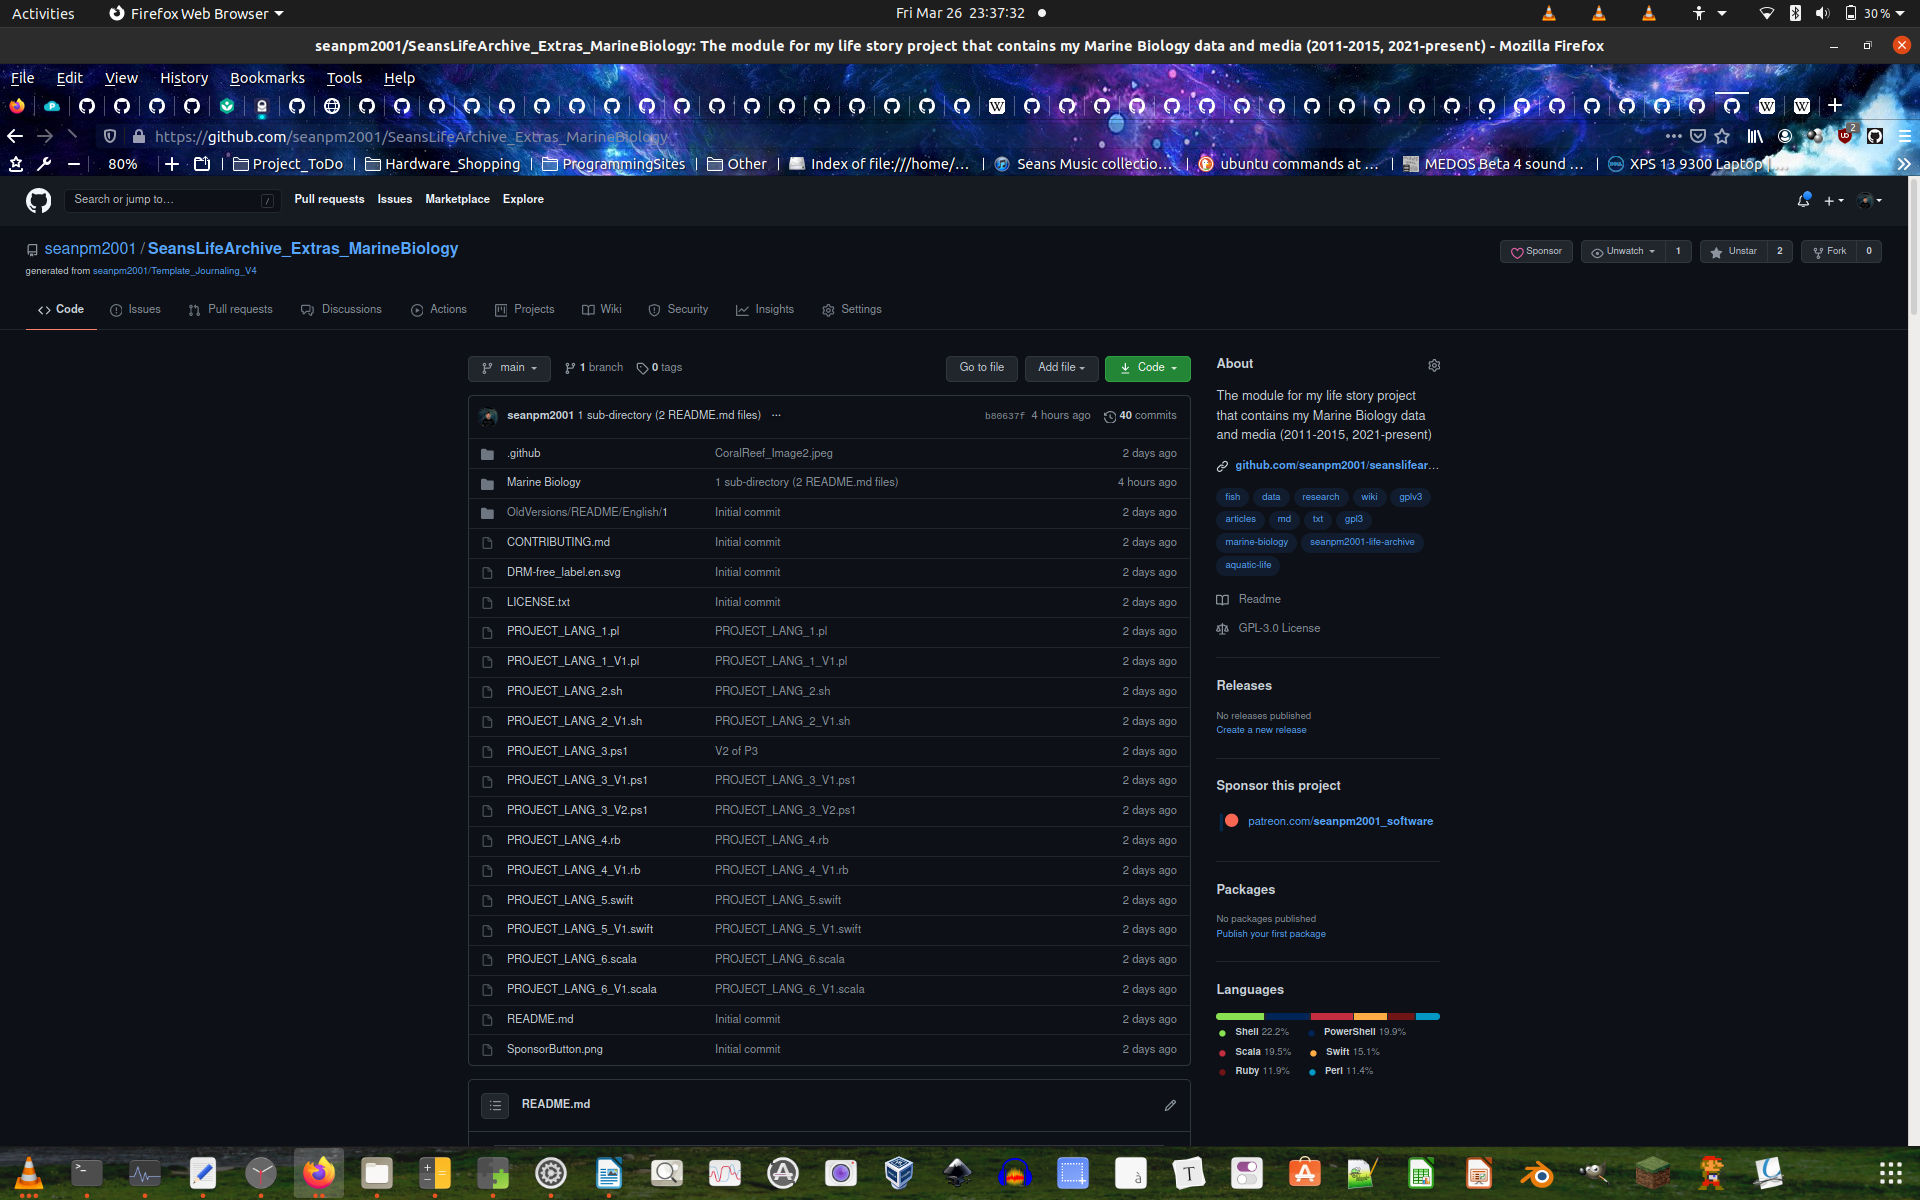 Activities Firefox Web Browser Fri Mar 26 23:37:32 30 %
seanpm2001/SeansLifeArchive_Extras_MarineBiology: The module for my life story project that contains my Marine Biology data and media (2011-2015, 2021-present) - Mozilla Firefox
File Edit View History Bookmarks Tools Help
https://github.com/seanpm2001/SeansLifeArchive_Extras_MarineBiology
80% Project_ToDo Hardware_Shopping ProgrammingSites Other Index of file:///home/... Seans Music collectio... ubuntu commands at ... MEDOS Beta 4 sound ... XPS 13 9300 Laptop
Search or jump to... / Pull requests Issues Marketplace Explore
seanpm2001 / SeansLifeArchive_Extras_MarineBiology Sponsor Unwatch 1 Unstar 2 Fork 0
generated from seanpm2001/Template_Journaling_V4
Code Issues Pull requests Discussions Actions Projects Wiki Security Insights Settings
main 1 branch 0 tags Go to file Add file Code
seanpm2001 1 sub-directory (2 README.md files) ... b80637f 4 hours ago 40 commits
.github CoralReef_Image2.jpeg 2 days ago
Marine Biology 1 sub-directory (2 README.md files) 4 hours ago
OldVersions/README/English/1 Initial commit 2 days ago
CONTRIBUTING.md Initial commit 2 days ago
DRM-free_label.en.svg Initial commit 2 days ago
LICENSE.txt Initial commit 2 days ago
PROJECT_LANG_1.pl PROJECT_LANG_1.pl 2 days ago
PROJECT_LANG_1_V1.pl PROJECT_LANG_1_V1.pl 2 days ago
PROJECT_LANG_2.sh PROJECT_LANG_2.sh 2 days ago
PROJECT_LANG_2_V1.sh PROJECT_LANG_2_V1.sh 2 days ago
PROJECT_LANG_3.ps1 V2 of P3 2 days ago
PROJECT_LANG_3_V1.ps1 PROJECT_LANG_3_V1.ps1 2 days ago
PROJECT_LANG_3_V2.ps1 PROJECT_LANG_3_V2.ps1 2 days ago
PROJECT_LANG_4.rb PROJECT_LANG_4.rb 2 days ago
PROJECT_LANG_4_V1.rb PROJECT_LANG_4_V1.rb 2 days ago
PROJECT_LANG_5.swift PROJECT_LANG_5.swift 2 days ago
PROJECT_LANG_5_V1.swift PROJECT_LANG_5_V1.swift 2 days ago
PROJECT_LANG_6.scala PROJECT_LANG_6.scala 2 days ago
PROJECT_LANG_6_V1.scala PROJECT_LANG_6_V1.scala 2 days ago
README.md Initial commit 2 days ago
SponsorButton.png Initial commit 2 days ago
README.md
About
The module for my life story project
that contains my Marine Biology data
and media (2011-2015, 2021-present)
github.com/seanpm2001/seanslifear...
fish data research wiki gplv3
articles md txt gpl3
marine-biology seanpm2001-life-archive
aquatic-life
Readme
GPL-3.0 License
Releases
No releases published
Create a new release
Sponsor this project
patreon.com/seanpm2001_software
Packages
No packages published
Publish your first package
Languages
Shell 22.2% PowerShell 19.9%
Scala 19.5% Swift 15.1%
Ruby 11.9% Perl 11.4%